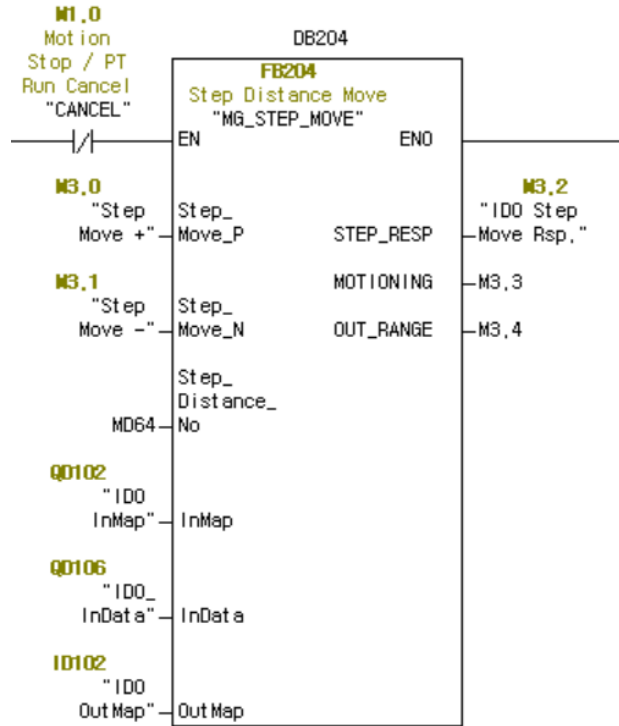 M1.0
Motion
Stop / PT
Run Cancel
"CANCEL"
DB204
FB204
Step Distance Move
"MG_STEP_MOVE"
EN
ENO
M3.0
"Step
Move +"
Step_
Move_P
STEP_RESP
M3.2
"IDO Step
Move Rsp."
M3.1
"Step
Move -"
Step_
Move_N
MOTIONING
M3.3
OUT_RANGE
M3.4
Step_
Distance_
No
MD64
QD102
"IDO
InMap"
InMap
QD106
"IDO_
InData"
InData
ID102
"IDO
OutMap"
OutMap